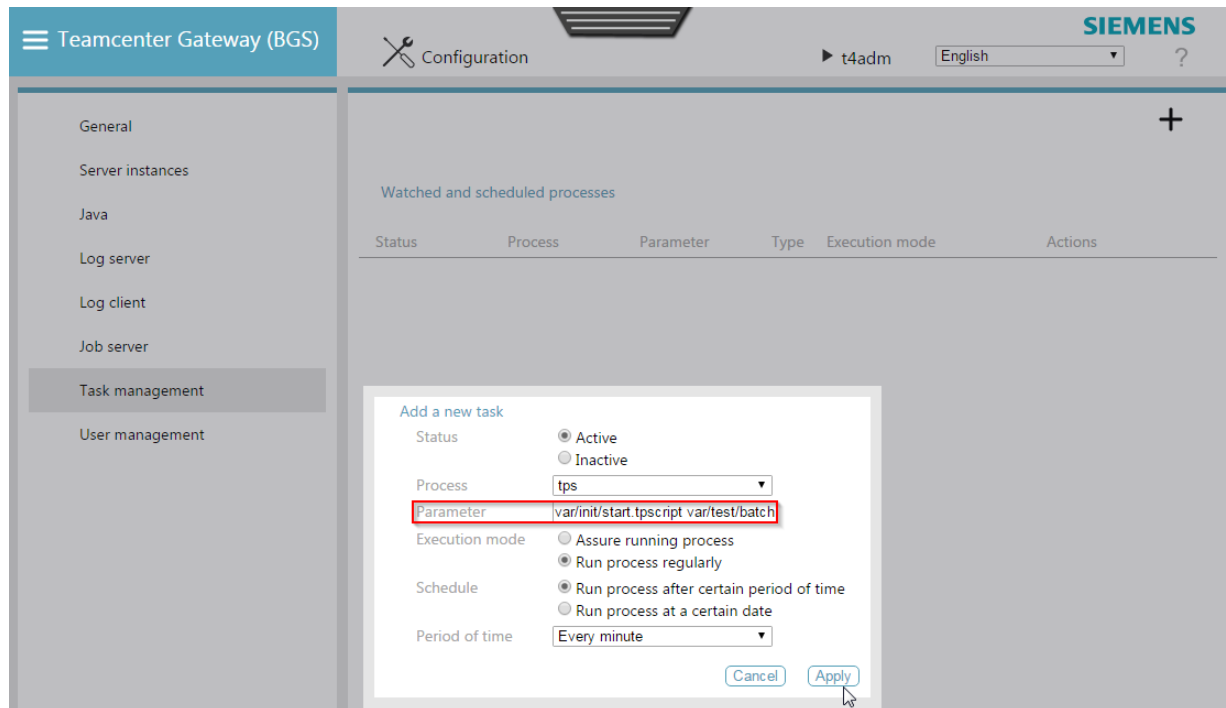 Teamcenter Gateway (BGS)
Configuration
t4adm
English
SIEMENS
?
General
Server instances
Java
Log server
Log client
Job server
Task management
User management
Watched and scheduled processes
Status Process Parameter Type Execution mode Actions
Add a new task
Status Active
Inactive
Process tps
Parameter var/init/start.tpscript var/test/batch
Execution mode Assure running process
Run process regularly
Schedule Run process after certain period of time
Run process at a certain date
Period of time Every minute
Cancel Apply